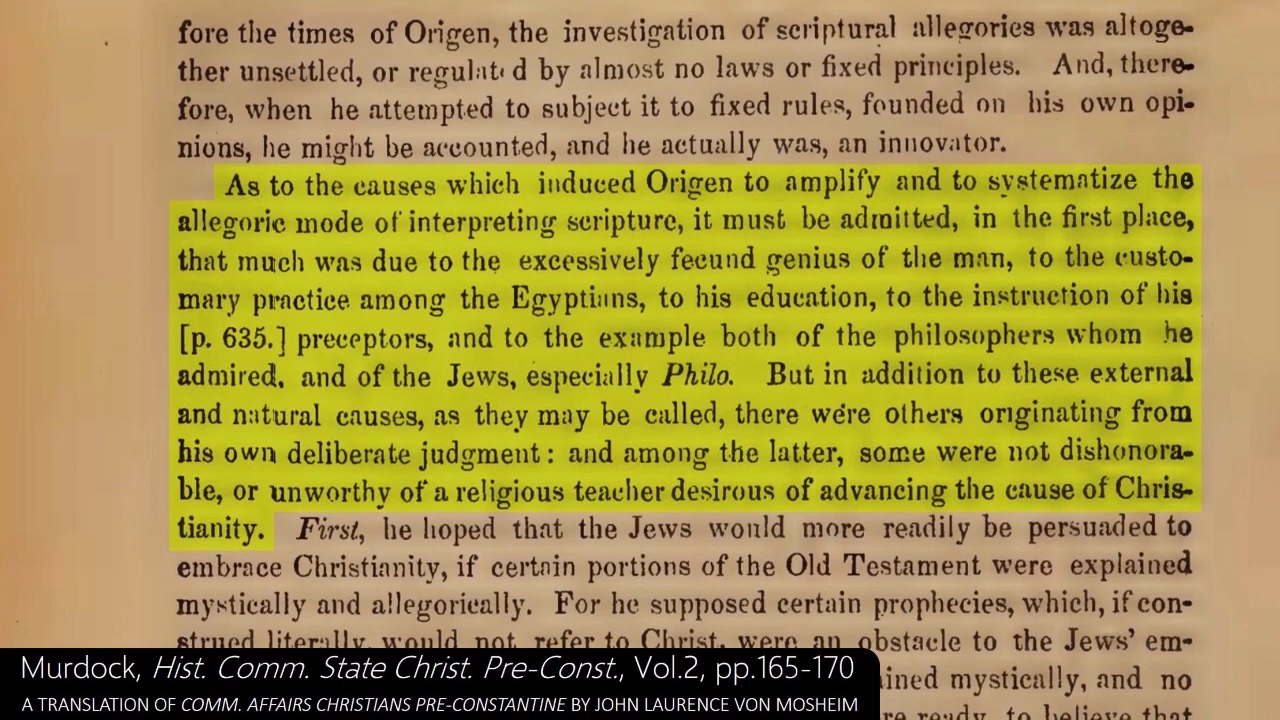 fore the times of Origen, the investigation of scriptural allegories was altoge-
ther unsettled, or regulated by almost no laws or fixed principles. And, there-
fore, when he attempted to subject it to fixed rules, founded on his own opi-
nions, he might be accounted, and he actually was, an innovator.
As to the causes which induced Origen to amplify and to systematize the
allegoric mode of interpreting scripture, it must be admitted, in the first place,
that much was due to the excessively fecund genius of the man, to the custo-
mary practice among the Egyptians, to his education, to the instruction of his
[p. 635.] preceptors, and to the example both of the philosophers whom he
admired, and of the Jews, especially Philo. But in addition to these external
and natural causes, as they may be called, there were others originating from
his own deliberate judgment: and among the latter, some were not dishonora-
ble, or unworthy of a religious teacher desirous of advancing the cause of Chris-
tianity. First, he hoped that the Jews would more readily be persuaded to
embrace Christianity, if certain portions of the Old Testament were explained
mystically and allegorically. For he supposed certain prophecies, which, if con-
strued literally, would not refer to Christ, were an obstacle to the Jews' em-
ained mystically, and no
ready, to believe that
Murdock, Hist. Comm. State Christ. Pre-Const., Vol.2, pp.165-170
A TRANSLATION OF COMM. AFFAIRS CHRISTIANS PRE-CONSTANTINE BY JOHN LAURENCE VON MOSHEIM